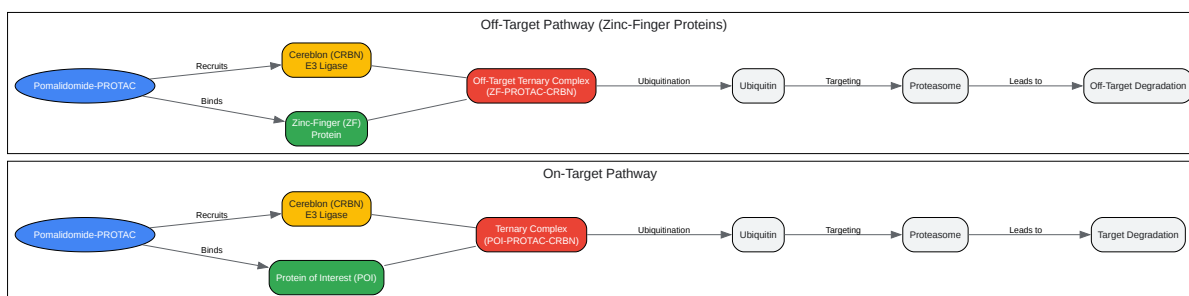 Off-Target Pathway (Zinc-Finger Proteins)
Pomalidomide-PROTAC
Recruits
Binds
Cereblon (CRBN)
E3 Ligase
Zinc-Finger (ZF)
Protein
Off-Target Ternary Complex
(ZF-PROTAC-CRBN)
Ubiquitination
Ubiquitin
Targeting
Proteasome
Leads to
Off-Target Degradation
On-Target Pathway
Pomalidomide-PROTAC
Recruits
Binds
Cereblon (CRBN)
E3 Ligase
Protein of Interest (POI)
Ternary Complex
(POI-PROTAC-CRBN)
Ubiquitination
Ubiquitin
Targeting
Proteasome
Leads to
Target Degradation